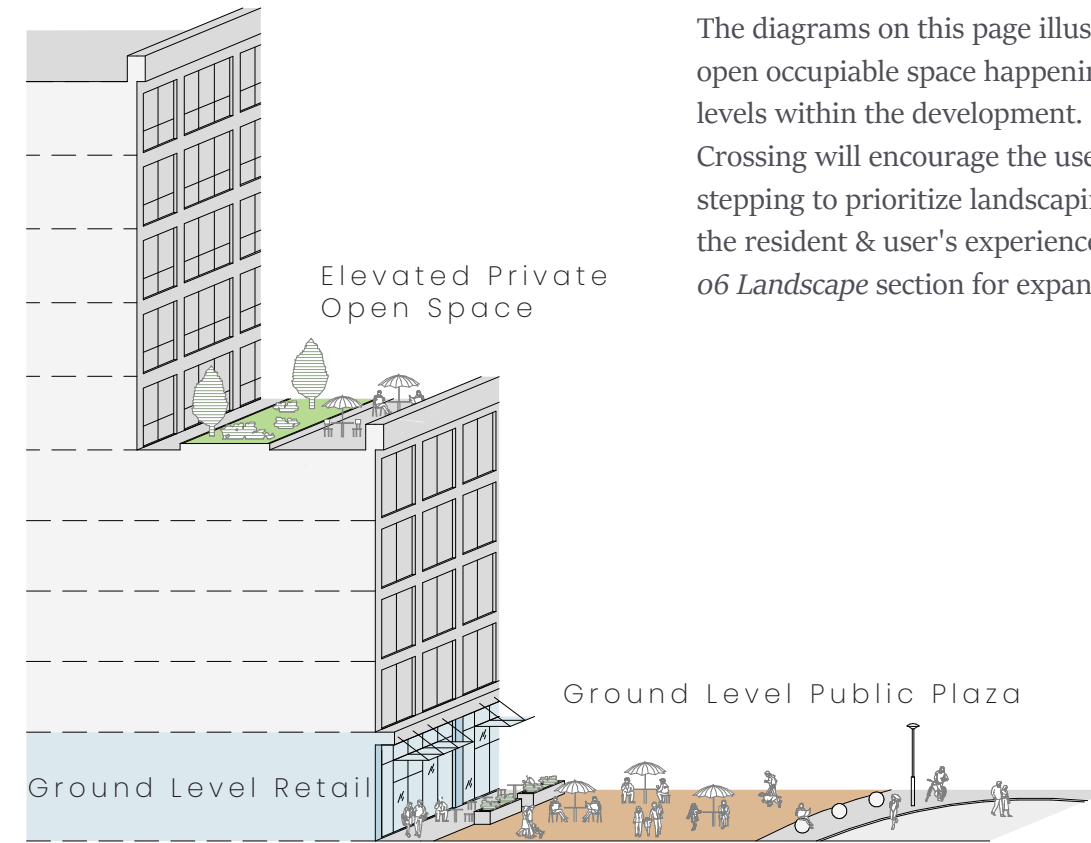 The diagrams on this page illus
open occupiable space happenin
levels within the development.
Crossing will encourage the use
stepping to prioritize landscapi
the resident & user's experience
06 Landscape section for expan
Elevated Private
Open Space
Ground Level Public Plaza
Ground Level Retail